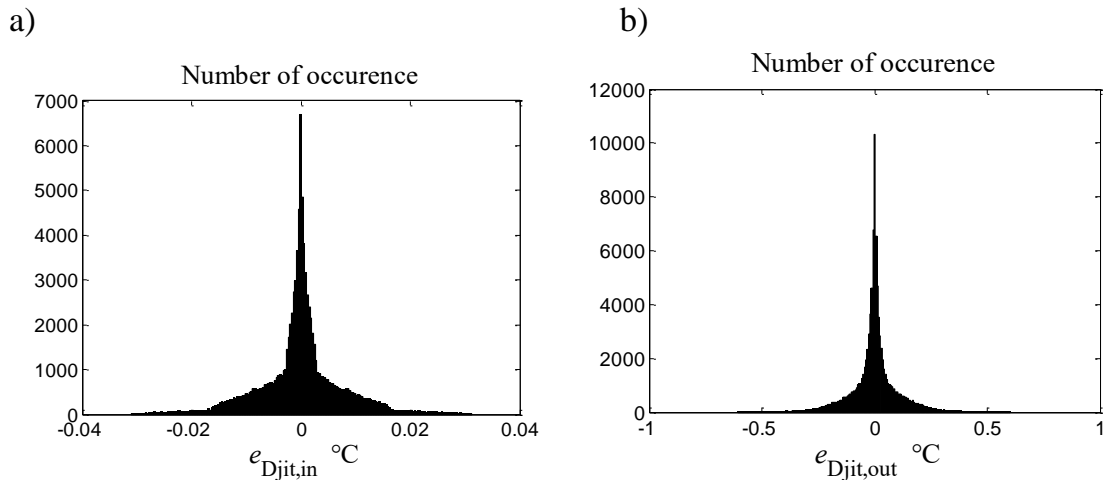 a)
Number of occurence
7000
6000
5000
4000
3000
2000
1000
0
-0.04 -0.02 0 0.02 0.04
e_Djit,in °C
b)
Number of occurence
12000
10000
8000
6000
4000
2000
0
-1 -0.5 0 0.5 1
e_Djit,out °C